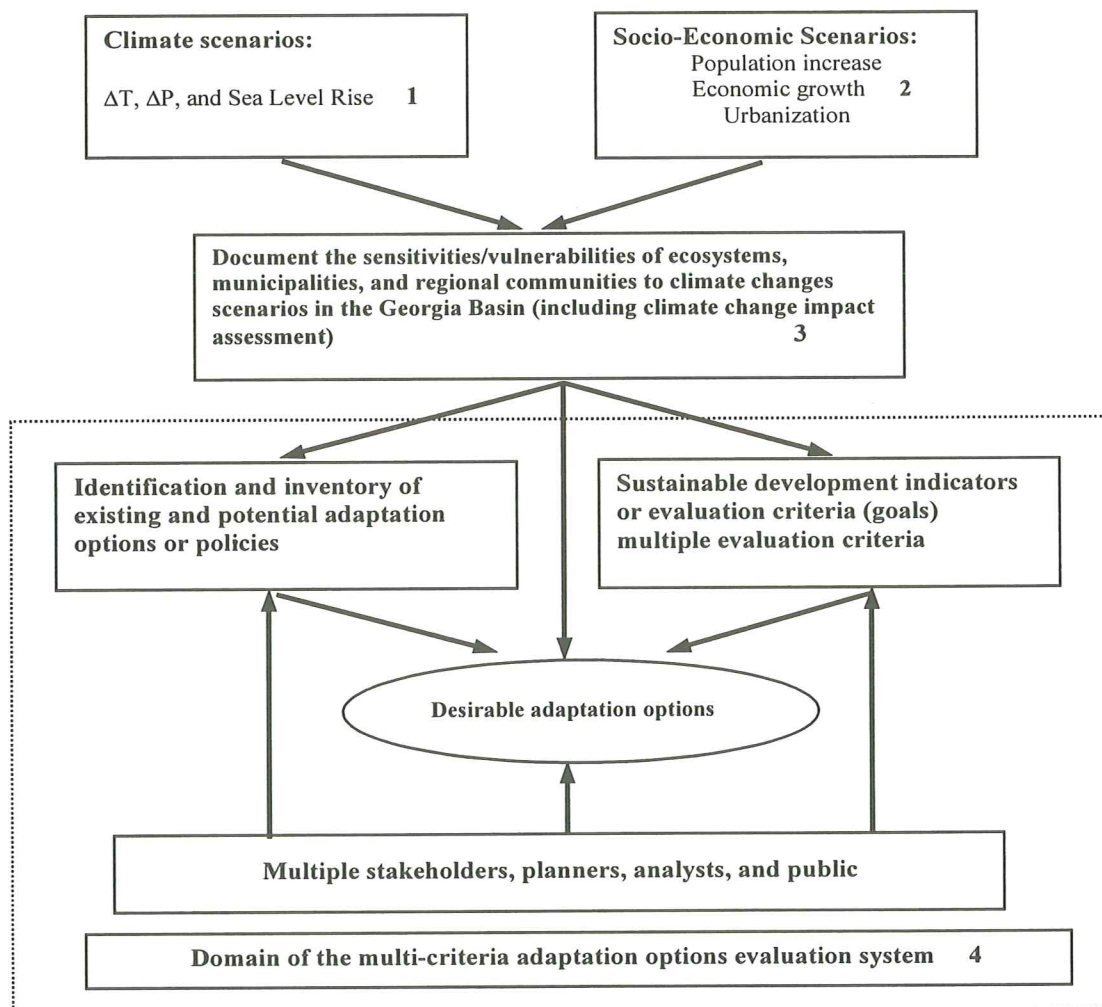 Climate scenarios:
ΔT, ΔP, and Sea Level Rise 1
Socio-Economic Scenarios:
Population increase
Economic growth 2
Urbanization
Document the sensitivities/vulnerabilities of ecosystems,
municipalities, and regional communities to climate changes
scenarios in the Georgia Basin (including climate change impact
assessment) 3
Identification and inventory of
existing and potential adaptation
options or policies
Sustainable development indicators
or evaluation criteria (goals)
multiple evaluation criteria
Desirable adaptation options
Multiple stakeholders, planners, analysts, and public
Domain of the multi-criteria adaptation options evaluation system 4